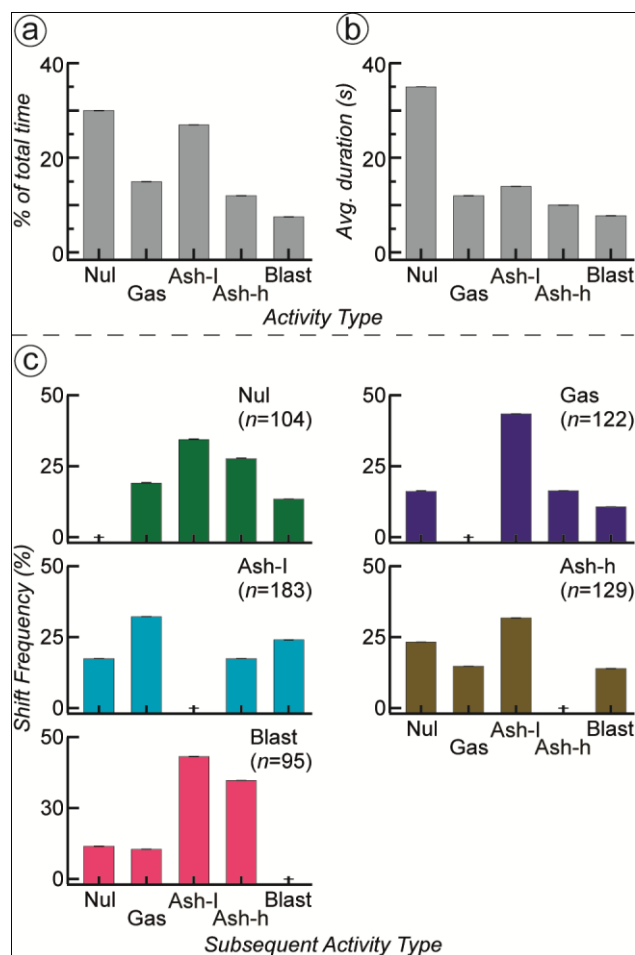 a
b
% of total time
20
0
Nul
Gas
Ash-l
Ash-h
Blast
Avg. duration (s)
20
0
Nul
Gas
Ash-l
Ash-h
Blast
Activity Type
c
Shift Frequency (%)
50
25
0
Nul
(n=104)
50
25
0
Gas
(n=122)
50
25
0
Ash-l
(n=183)
50
25
0
Ash-h
(n=129)
Nul
Gas
Ash-l
Ash-h
Blast
50
30
0
Blast
(n=95)
Nul
Gas
Ash-l
Ash-h
Blast
Subsequent Activity Type